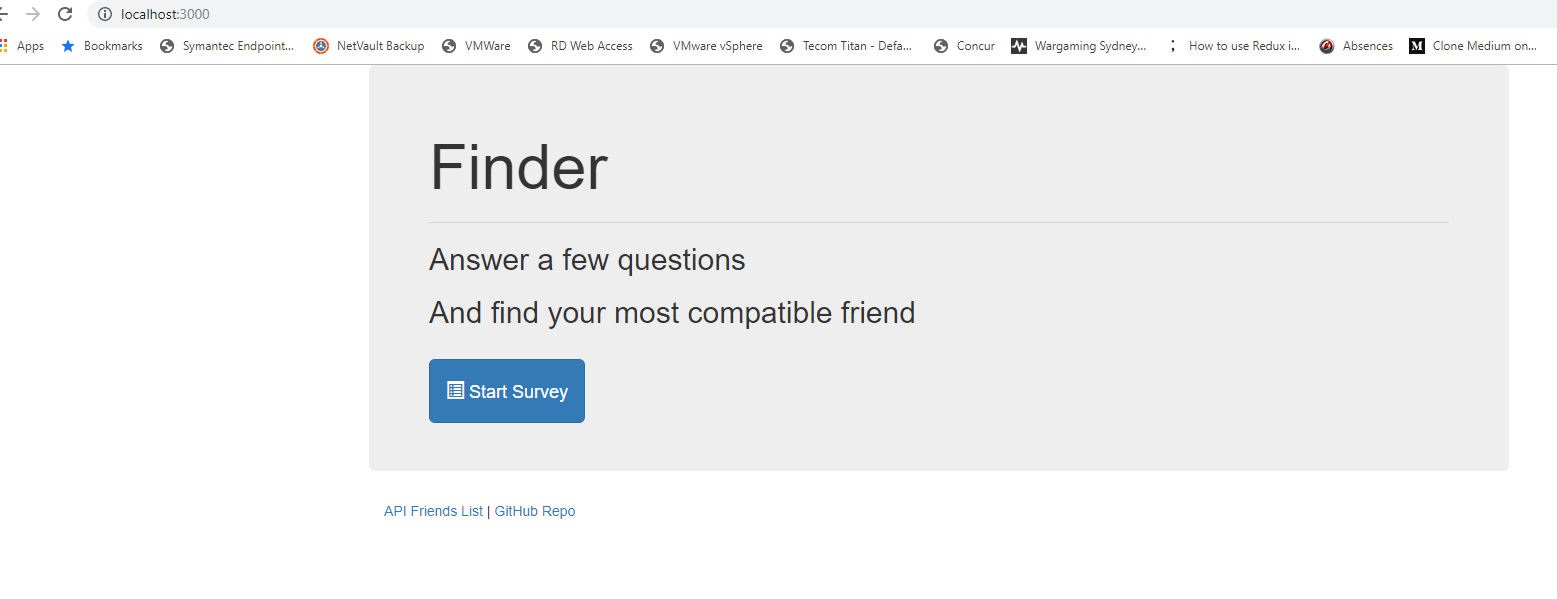 localhost:3000
Apps Bookmarks Symantec Endpoint... NetVault Backup VMWare RD Web Access VMware vSphere Tecom Titan - Defa... Concur Wargaming Sydney... How to use Redux i... Absences M Clone Medium on...
Finder
Answer a few questions
And find your most compatible friend
Start Survey
API Friends List | GitHub Repo